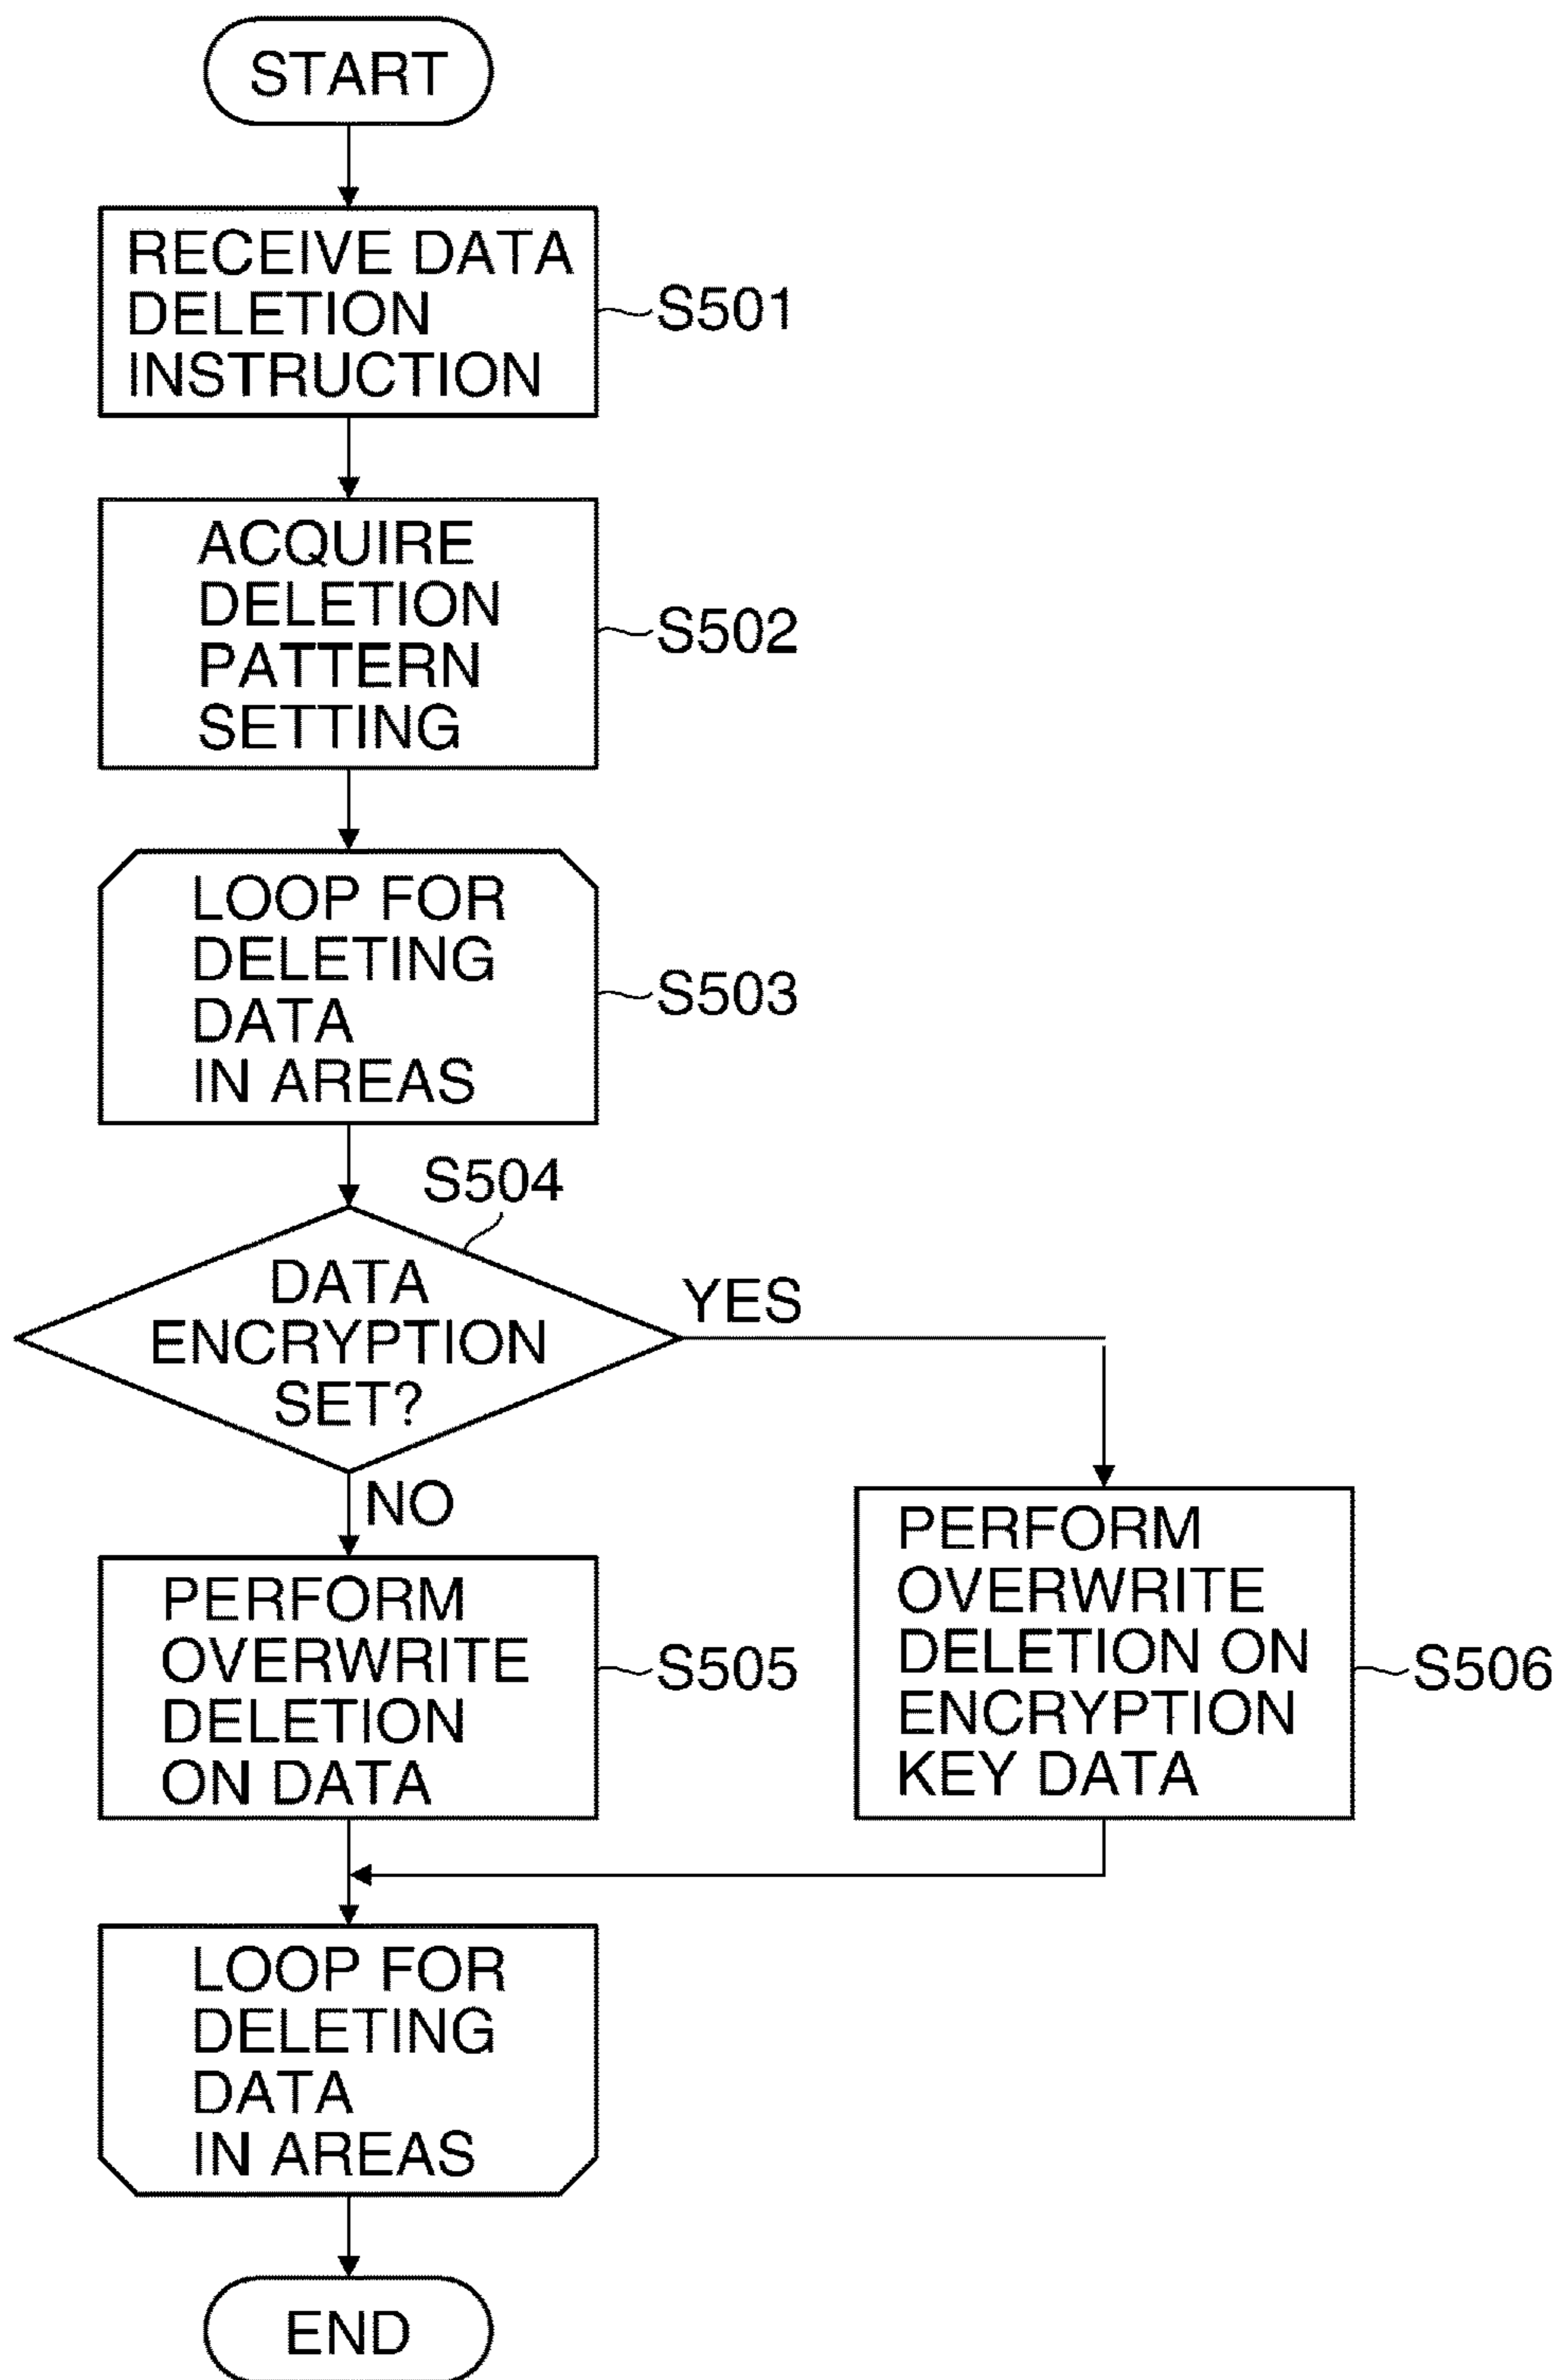 START
RECEIVE DATA
DELETION
INSTRUCTION
S501
ACQUIRE
DELETION
PATTERN
SETTING
S502
LOOP FOR
DELETING
DATA
IN AREAS
S503
S504
DATA
ENCRYPTION
SET?
YES
NO
PERFORM
OVERWRITE
DELETION
ON DATA
S505
PERFORM
OVERWRITE
DELETION ON
ENCRYPTION
KEY DATA
S506
LOOP FOR
DELETING
DATA
IN AREAS
END